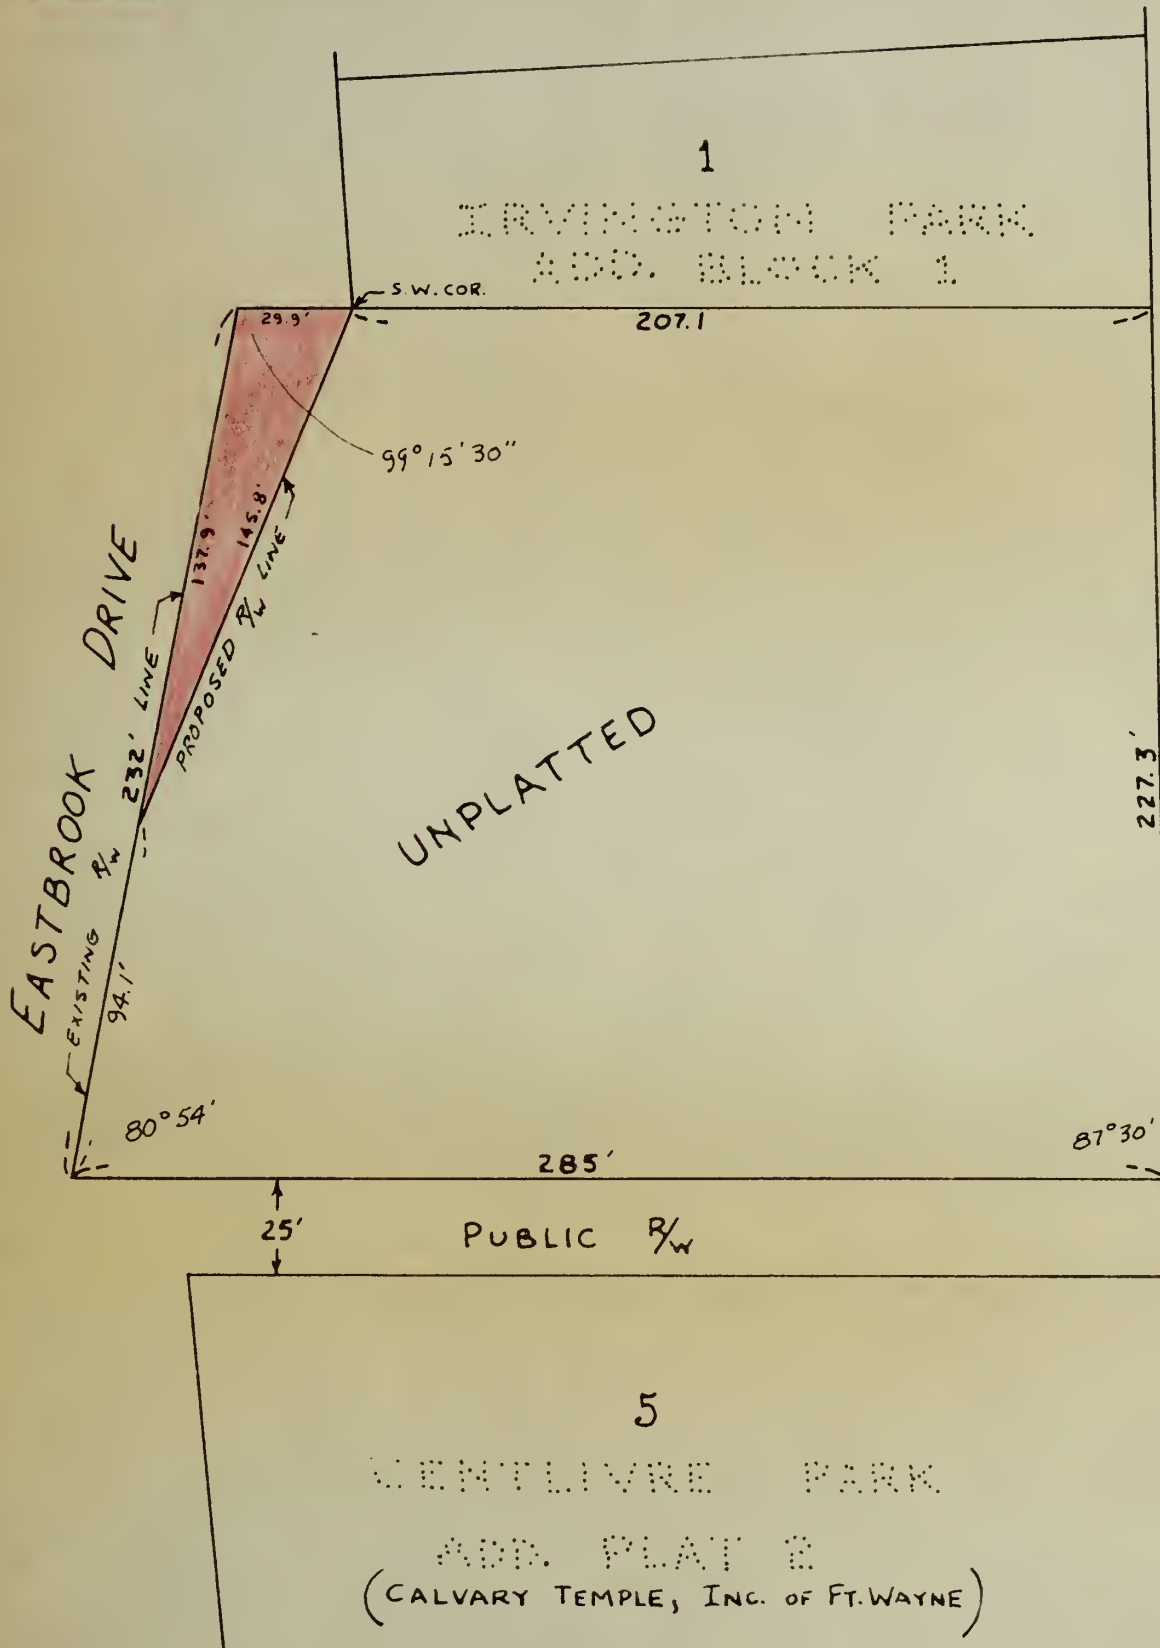 1
IRVINGTON PARK
ADD. BLOCK 1
S.W. COR.
29.9'
207.1
99°15'30"
137.9'
145.8'
PROPOSED R/W LINE
EASTBROOK DRIVE
232'
EXISTING R/W LINE
94.1'
UNPLATTED
227.3'
80°54'
87°30'
285'
25'
PUBLIC R/W
5
CENTLIVRE PARK
ADD. PLAT 2
(CALVARY TEMPLE, INC. OF FT. WAYNE)